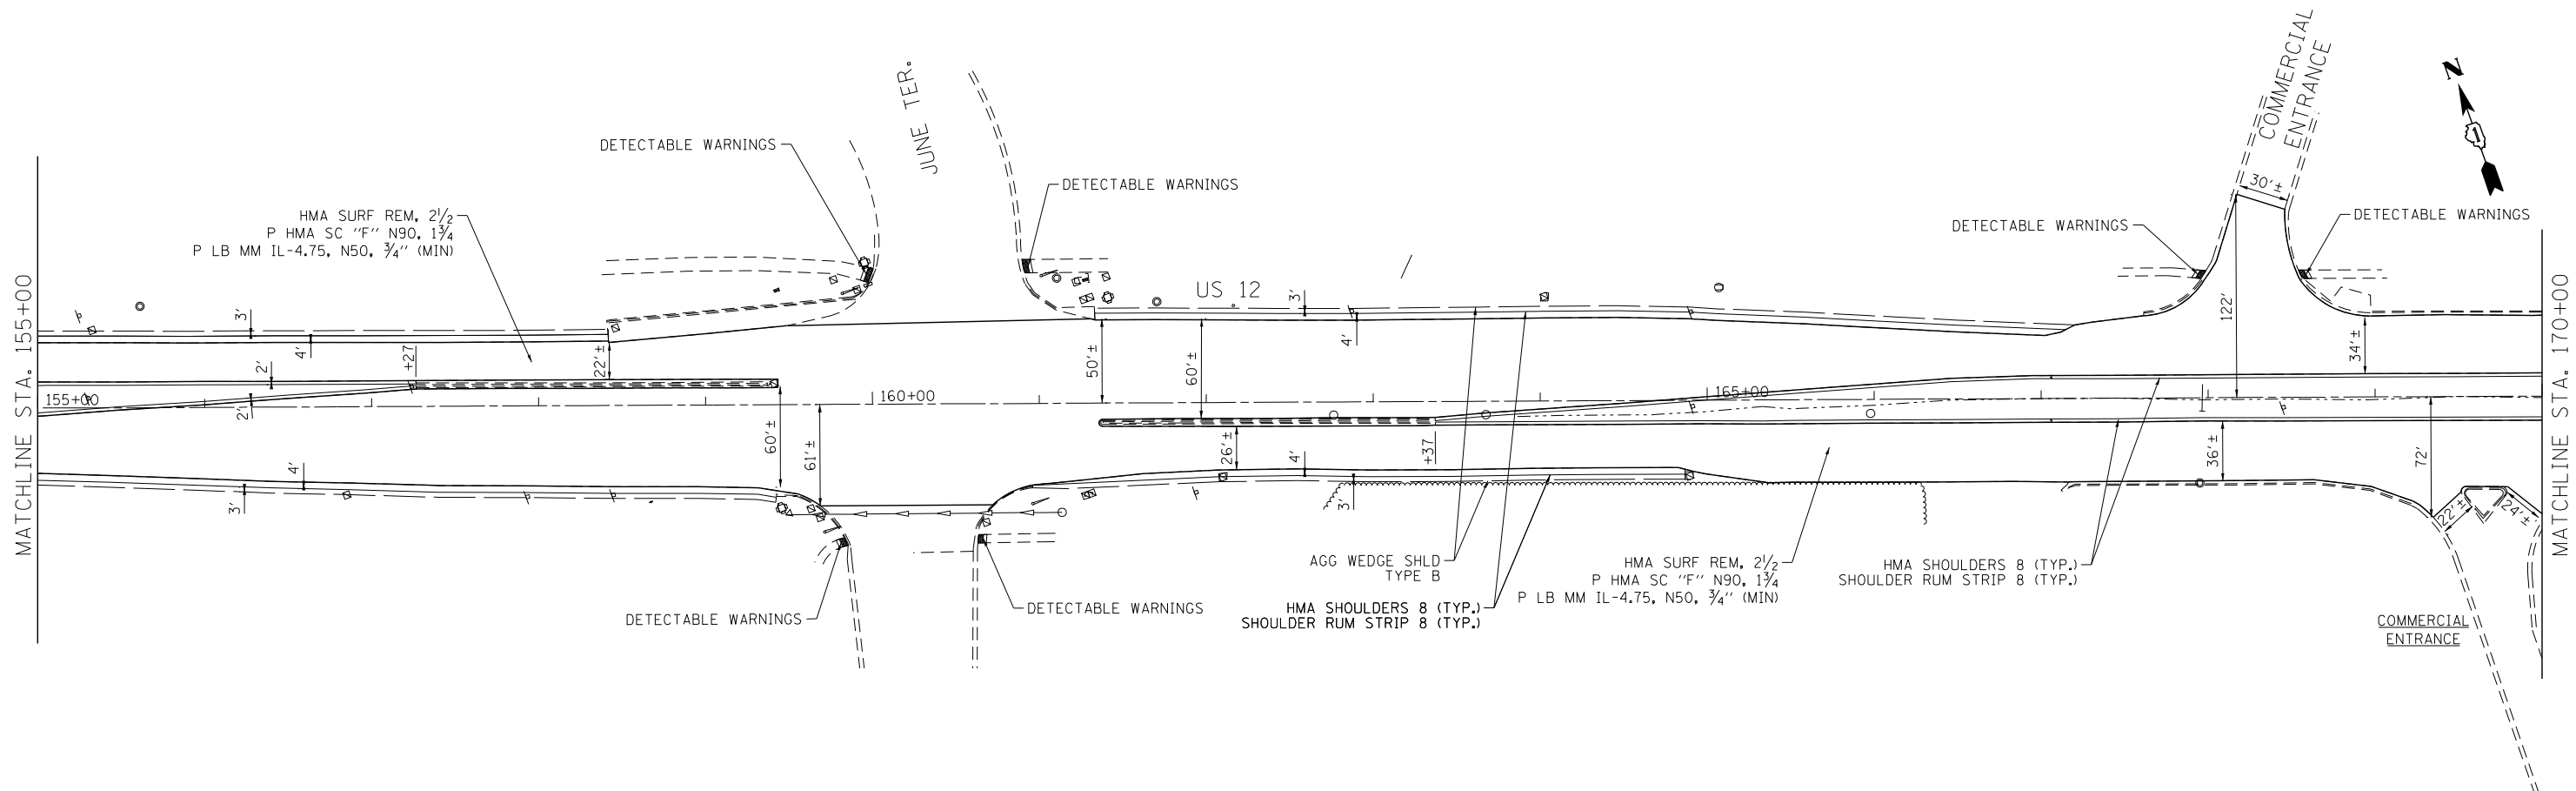 COMMERCIAL
ENTRANCE
N
JUNE TER.
DETECTABLE WARNINGS
DETECTABLE WARNINGS
30'±
HMA SURF REM, 2½
P HMA SC "F" N90, 1¾
P LB MM IL-4.75, N50, ¾" (MIN)
DETECTABLE WARNINGS
DETECTABLE WARNINGS
MATCHLINE STA. 155+00
MATCHLINE STA. 170+00
US 12
3'
3'
4'
4'
122'
34'±
2'
+27
22'±
50'±
60'±
155+00
160+00
165+00
2'
60'±
61'±
26'±
4'
+37
36'±
72'
4'
3'
3'
22'±
24'±
AGG WEDGE SHLD
TYPE B
HMA SURF REM, 2½
P HMA SC "F" N90, 1¾
P LB MM IL-4.75, N50, ¾" (MIN)
HMA SHOULDERS 8 (TYP.)
SHOULDER RUM STRIP 8 (TYP.)
HMA SHOULDERS 8 (TYP.)
SHOULDER RUM STRIP 8 (TYP.)
DETECTABLE WARNINGS
DETECTABLE WARNINGS
COMMERCIAL
ENTRANCE